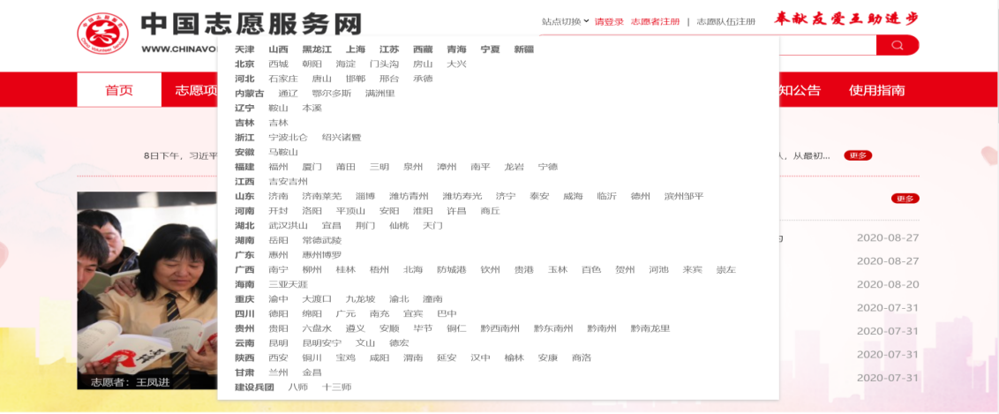 中国志愿服务网
WWW.CHINAVO
站点切换 请登录 志愿者注册 | 志愿队伍注册
奉献友爱互助进步
首页 志愿项 知公告 使用指南
天津 山西 黑龙江 上海 江苏 西藏 青海 宁夏 新疆
北京 西城 朝阳 海淀 门头沟 房山 大兴
河北 石家庄 唐山 邯郸 邢台 承德
内蒙古 通辽 鄂尔多斯 满洲里
辽宁 鞍山 本溪
吉林 吉林
浙江 宁波北仑 绍兴诸暨
安徽 马鞍山
福建 福州 厦门 莆田 三明 泉州 漳州 南平 龙岩 宁德
江西 吉安吉州
山东 济南 济南莱芜 淄博 潍坊青州 潍坊寿光 济宁 泰安 威海 临沂 德州 滨州邹平
河南 开封 洛阳 平顶山 安阳 淮阳 许昌 商丘
湖北 武汉洪山 宜昌 荆门 仙桃 天门
湖南 岳阳 常德武陵
广东 惠州 惠州博罗
广西 南宁 柳州 桂林 梧州 北海 防城港 钦州 贵港 玉林 百色 贺州 河池 来宾 崇左
海南 三亚天涯
重庆 渝中 大渡口 九龙坡 渝北 潼南
四川 德阳 绵阳 广元 南充 宜宾 巴中
贵州 贵阳 六盘水 遵义 安顺 毕节 铜仁 黔西南州 黔东南州 黔南州 黔南龙里
云南 昆明 昆明安宁 文山 德宏
陕西 西安 铜川 宝鸡 咸阳 渭南 延安 汉中 榆林 安康 商洛
甘肃 兰州 金昌
建设兵团 八师 十三师
8日下午，习近平
人，从最初... 更多
更多
2020-08-27
2020-08-27
2020-08-20
2020-07-31
2020-07-31
2020-07-31
2020-07-31
志愿者：王凤进